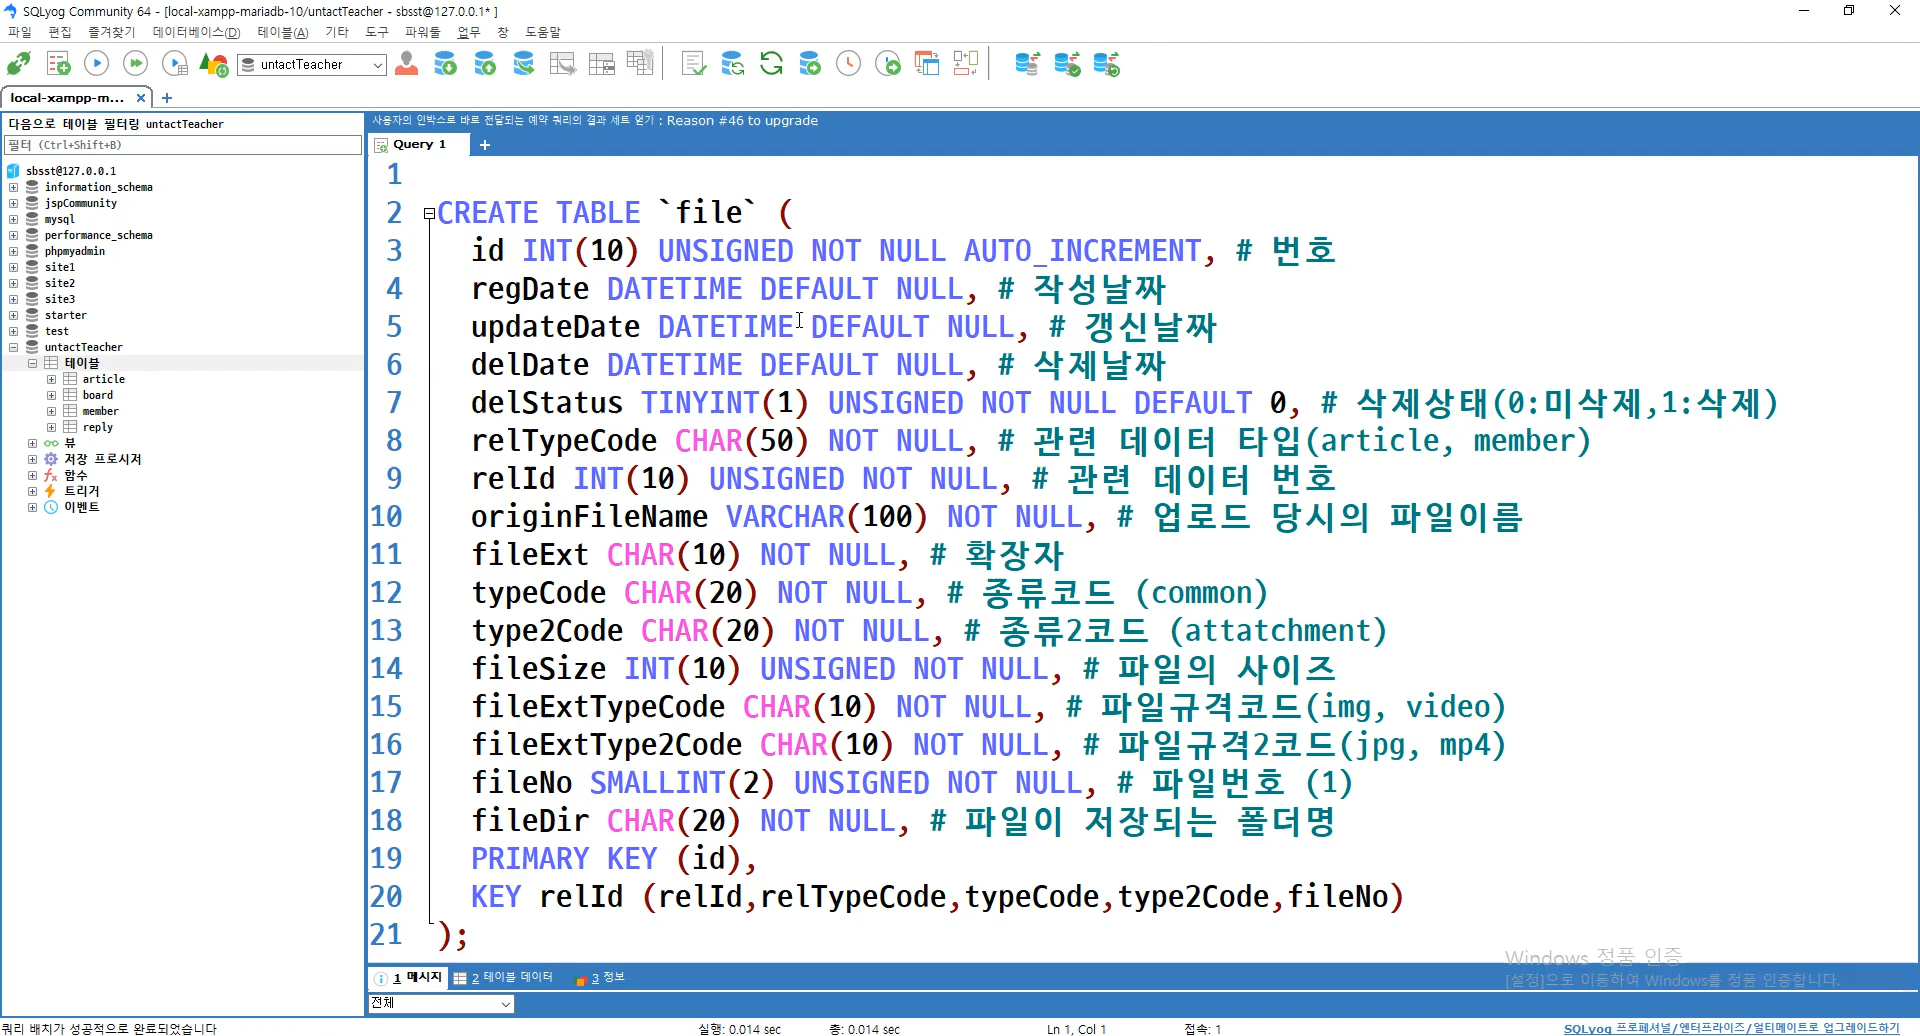 SQLyog Community 64 - [local-xampp-mariadb-10/untactTeacher - sbsst@127.0.0.1* ]
파일 편집 즐겨찾기 데이터베이스(D) 테이블(A) 기타 도구 파워툴 업무 창 도움말
untactTeacher
local-xampp-m...
다음으로 테이블 필터링 untactTeacher
필터 (Ctrl+Shift+B)
sbsst@127.0.0.1
information_schema
jspCommunity
mysql
performance_schema
phpmyadmin
site1
site2
site3
starter
test
untactTeacher
테이블
article
board
member
reply
뷰
저장 프로시저
함수
트리거
이벤트
사용자의 인박스로 바로 전달되는 예약 쿼리의 결과 세트 얻기 : Reason #46 to upgrade
Query 1
1
2 CREATE TABLE `file` (
3 id INT(10) UNSIGNED NOT NULL AUTO_INCREMENT, # 번호
4 regDate DATETIME DEFAULT NULL, # 작성날짜
5 updateDate DATETIME DEFAULT NULL, # 갱신날짜
6 delDate DATETIME DEFAULT NULL, # 삭제날짜
7 delStatus TINYINT(1) UNSIGNED NOT NULL DEFAULT 0, # 삭제상태(0:미삭제,1:삭제)
8 relTypeCode CHAR(50) NOT NULL, # 관련 데이터 타입(article, member)
9 relId INT(10) UNSIGNED NOT NULL, # 관련 데이터 번호
10 originFileName VARCHAR(100) NOT NULL, # 업로드 당시의 파일이름
11 fileExt CHAR(10) NOT NULL, # 확장자
12 typeCode CHAR(20) NOT NULL, # 종류코드 (common)
13 type2Code CHAR(20) NOT NULL, # 종류2코드 (attatchment)
14 fileSize INT(10) UNSIGNED NOT NULL, # 파일의 사이즈
15 fileExtTypeCode CHAR(10) NOT NULL, # 파일규격코드(img, video)
16 fileExtType2Code CHAR(10) NOT NULL, # 파일규격2코드(jpg, mp4)
17 fileNo SMALLINT(2) UNSIGNED NOT NULL, # 파일번호 (1)
18 fileDir CHAR(20) NOT NULL, # 파일이 저장되는 폴더명
19 PRIMARY KEY (id),
20 KEY relId (relId,relTypeCode,typeCode,type2Code,fileNo)
21 );
Windows 정품 인증
[설정]으로 이동하여 Windows를 정품 인증합니다.
1 메시지 2 테이블 데이터 3 정보
전체
쿼리 배치가 성공적으로 완료되었습니다 실행: 0.014 sec 총: 0.014 sec Ln 1, Col 1 접속: 1 SQLyog 프로페셔널/엔터프라이즈/얼티메이트로 업그레이드하기